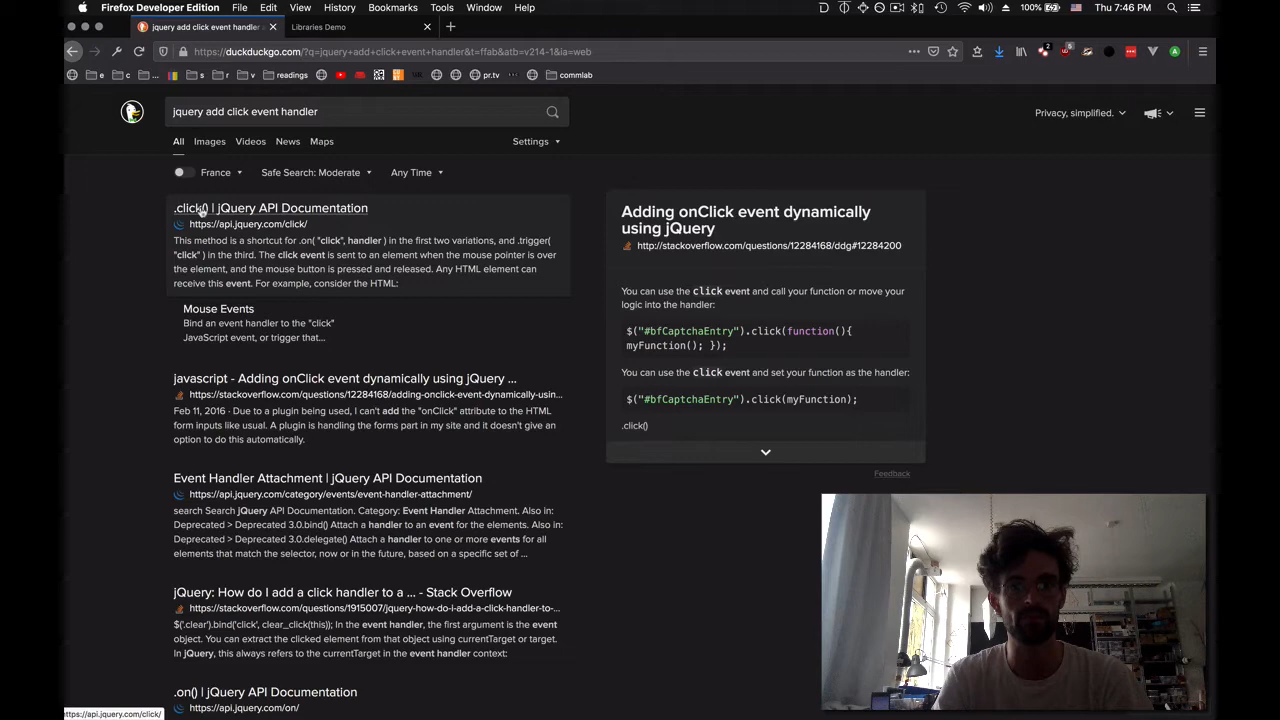 Firefox Developer Edition File Edit View History Bookmarks Tools Window Help 100% Thu 7:46 PM
jquery add click event handler Libraries Demo
https://duckduckgo.com/?q=jquery+add+click+event+handler&t=ffab&atb=v214-1&ia=web
e c ... s r v readings pr.tv commlab
jquery add click event handler
Privacy, simplified.
All Images Videos News Maps Settings
France Safe Search: Moderate Any Time
.click() | jQuery API Documentation
https://api.jquery.com/click/
This method is a shortcut for .on( "click", handler ) in the first two variations, and .trigger(
"click" ) in the third. The click event is sent to an element when the mouse pointer is over
the element, and the mouse button is pressed and released. Any HTML element can
receive this event. For example, consider the HTML:
Mouse Events
Bind an event handler to the "click"
JavaScript event, or trigger that...
javascript - Adding onClick event dynamically using jQuery ...
https://stackoverflow.com/questions/12284168/adding-onclick-event-dynamically-usin...
Feb 11, 2016 · Due to a plugin being used, I can't add the "onClick" attribute to the HTML
form inputs like usual. A plugin is handling the forms part in my site and it doesn't give an
option to do this automatically.
Event Handler Attachment | jQuery API Documentation
https://api.jquery.com/category/events/event-handler-attachment/
search Search jQuery API Documentation. Category: Event Handler Attachment. Also in:
Deprecated > Deprecated 3.0.bind() Attach a handler to an event for the elements. Also in:
Deprecated > Deprecated 3.0.delegate() Attach a handler to one or more events for all
elements that match the selector, now or in the future, based on a specific set of ...
jQuery: How do I add a click handler to a ... - Stack Overflow
https://stackoverflow.com/questions/1915007/jquery-how-do-i-add-a-click-handler-to-...
$('.clear').bind('click', clear_click(this)); In the event handler, the first argument is the event
object. You can extract the clicked element from that object using currentTarget or target.
In jQuery, this always refers to the currentTarget in the event handler context:
.on() | jQuery API Documentation
https://api.jquery.com/on/
https://api.jquery.com/click/
Adding onClick event dynamically
using jQuery
http://stackoverflow.com/questions/12284168/ddg#12284200
You can use the click event and call your function or move your
logic into the handler:
$("#bfCaptchaEntry").click(function(){
myFunction(); });
You can use the click event and set your function as the handler:
$("#bfCaptchaEntry").click(myFunction);
.click()
Feedback